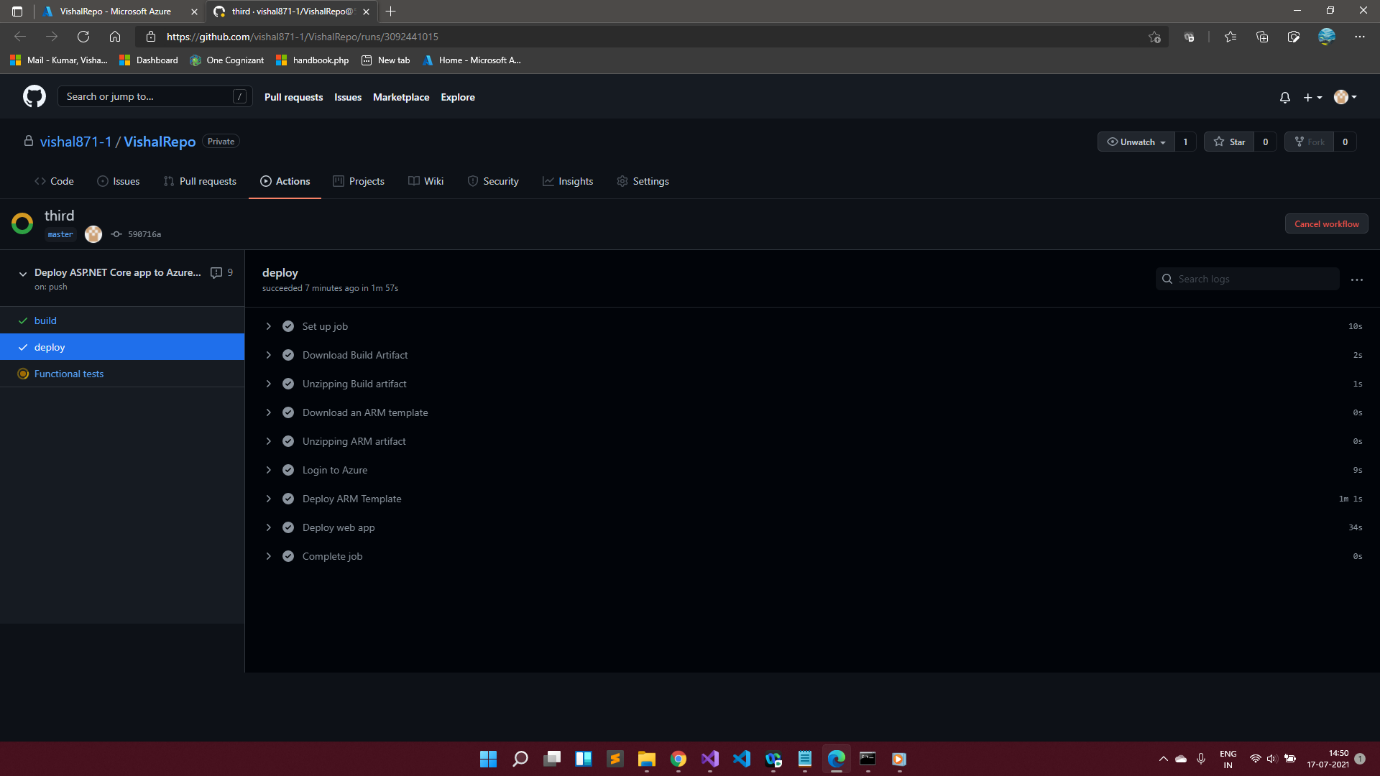 VishalRepo - Microsoft Azure
third · vishal871-1/VishalRepo@
https://github.com/vishal871-1/VishalRepo/runs/3092441015
Mail - Kumar, Visha...
Dashboard
One Cognizant
handbook.php
New tab
Home - Microsoft A...
Search or jump to...
/
Pull requests
Issues
Marketplace
Explore
vishal871-1 / VishalRepo
Private
Unwatch
1
Star
0
Fork
0
Code
Issues
Pull requests
Actions
Projects
Wiki
Security
Insights
Settings
third
master
590716a
Cancel workflow
Deploy ASP.NET Core app to Azure...
9
on: push
build
deploy
Functional tests
deploy
succeeded 7 minutes ago in 1m 57s
Search logs
Set up job
10s
Download Build Artifact
2s
Unzipping Build artifact
1s
Download an ARM template
0s
Unzipping ARM artifact
0s
Login to Azure
9s
Deploy ARM Template
1m 1s
Deploy web app
34s
Complete job
0s
ENG
IN
14:50
17-07-2021
1